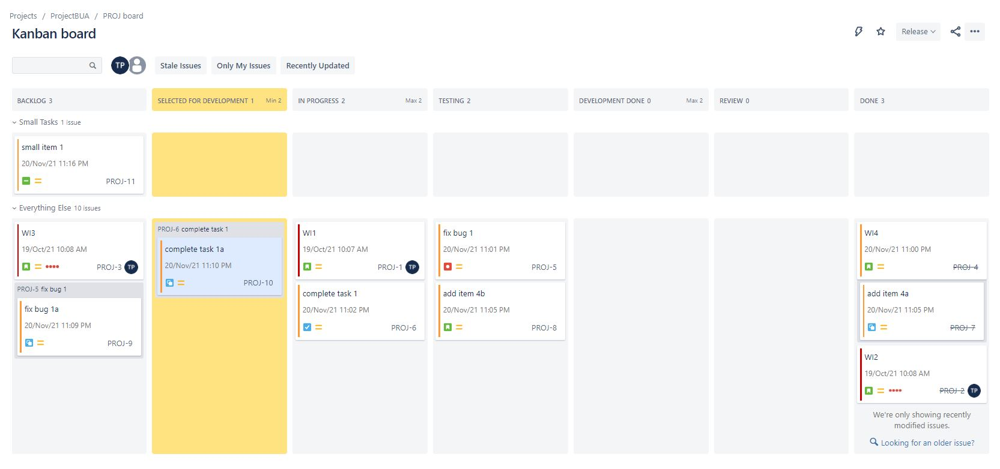 Projects / ProjectBUA / PROJ board
Kanban board
Release
TP
Stale Issues
Only My Issues
Recently Updated
BACKLOG 3
SELECTED FOR DEVELOPMENT 1 Min 2
IN PROGRESS 2 Max 2
TESTING 2
DEVELOPMENT DONE 0 Max 2
REVIEW 0
DONE 3
Small Tasks 1 issue
small item 1
20/Nov/21 11:16 PM
PROJ-11
Everything Else 10 issues
WI3
19/Oct/21 10:08 AM
PROJ-3 TP
PROJ-5 fix bug 1
fix bug 1a
20/Nov/21 11:09 PM
PROJ-9
PROJ-6 complete task 1
complete task 1a
20/Nov/21 11:10 PM
PROJ-10
WI1
19/Oct/21 10:07 AM
PROJ-1 TP
complete task 1
20/Nov/21 11:02 PM
PROJ-6
fix bug 1
20/Nov/21 11:01 PM
PROJ-5
add item 4b
20/Nov/21 11:05 PM
PROJ-8
WI4
20/Nov/21 11:00 PM
PROJ-4
add item 4a
20/Nov/21 11:05 PM
PROJ-7
WI2
19/Oct/21 10:08 AM
PROJ-2 TP
We're only showing recently
modified issues.
Looking for an older issue?